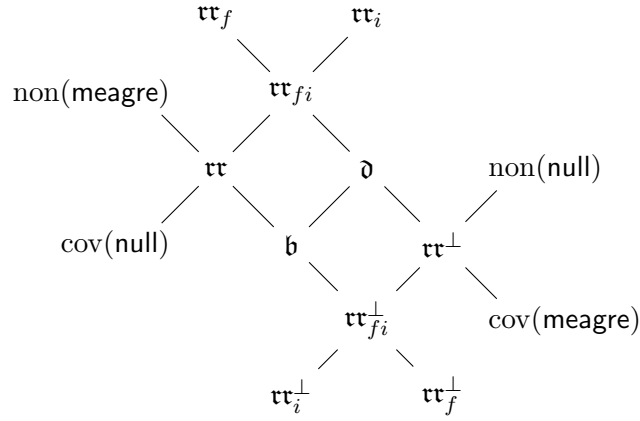 𝔯𝔯_f 𝔯𝔯_i
𝔯𝔯_{fi}
non(meagre)
𝔯𝔯 𝔡 non(null)
cov(null) 𝔟 𝔯𝔯^⊥
𝔯𝔯^⊥_{fi} cov(meagre)
𝔯𝔯^⊥_i 𝔯𝔯^⊥_f